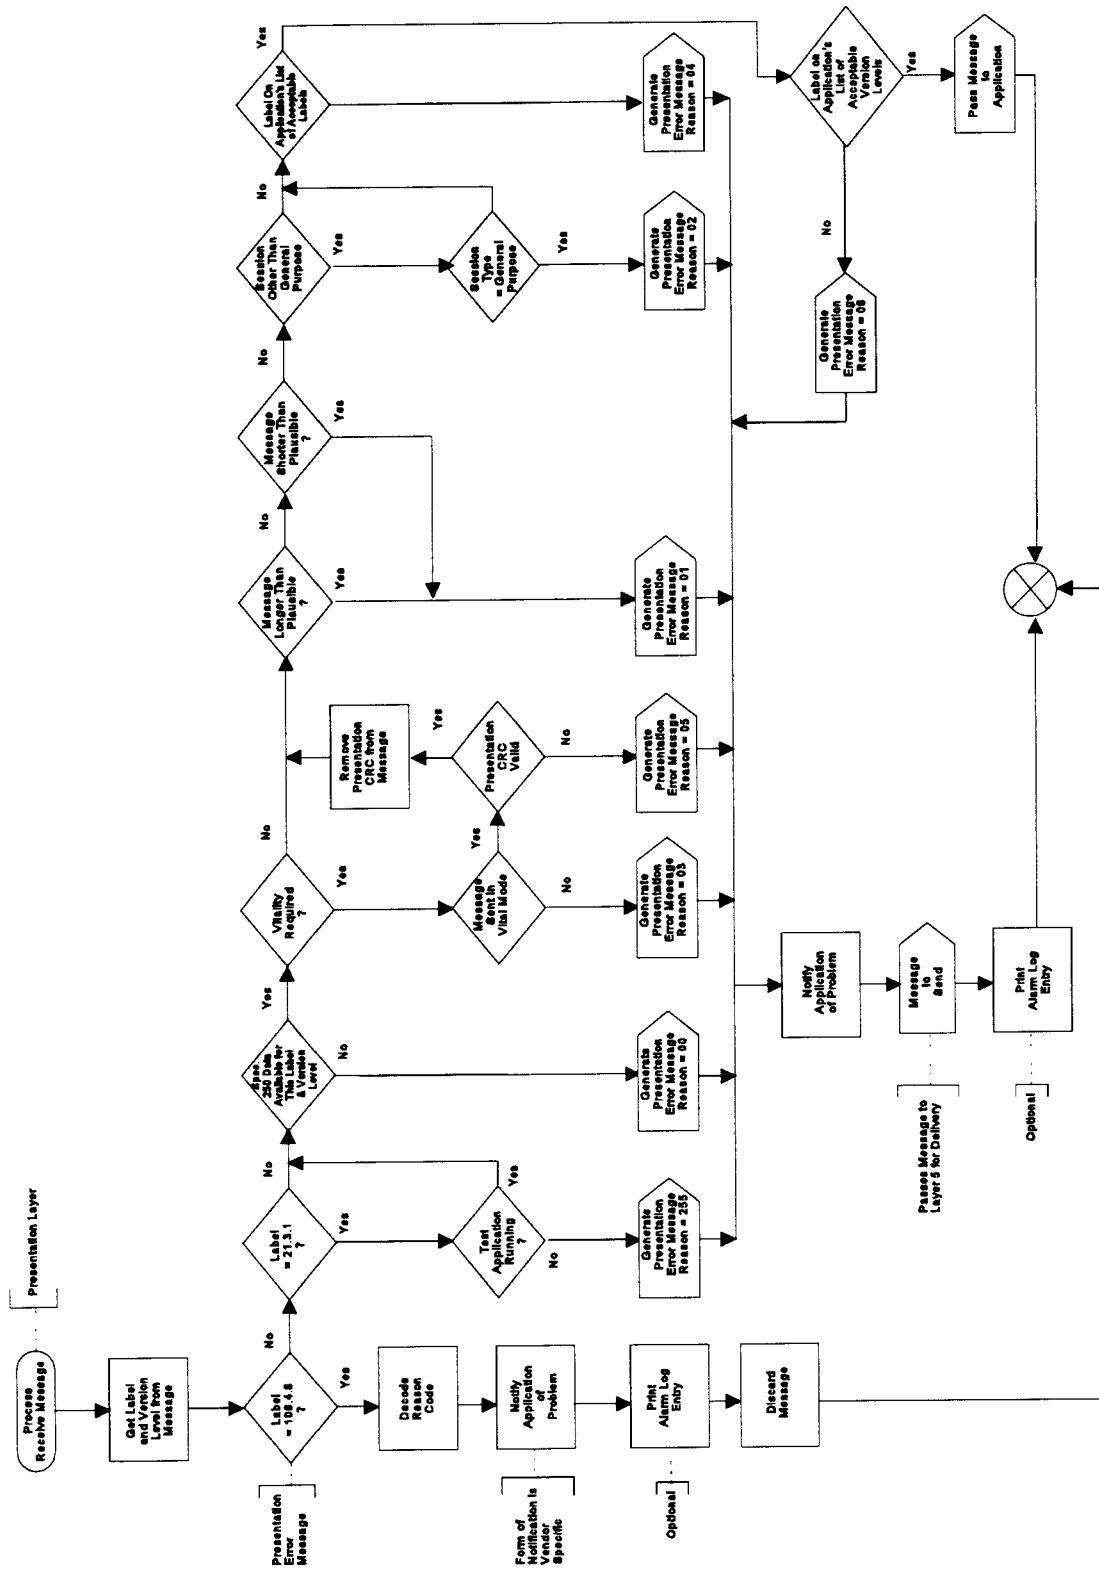 Process
Receive Message
Presentation Layer
Get Label
and Version
Level from
Message
Presentation
Error
Message
Label
= 108.4.8
?
No
Yes
Decode
Reason
Code
Form of
Notification is
Vendor
Specific
Notify
Application
of
Problem
Optional
Print
Alarm Log
Entry
Discard
Message
Label
= 21.3.1
?
No
Yes
Test
Application
Running
?
Yes
No
Generate
Presentation
Error Message
Reason = 255
Spec.
250 Data
Available for
This Label
& Version
Level
Yes
No
Generate
Presentation
Error Message
Reason = 00
Vitality
Required
?
No
Yes
Message
Sent In
Vital Mode
Yes
No
Generate
Presentation
Error Message
Reason = 03
Remove
Presentation
CRC from
Message
Yes
Presentation
CRC
Valid
No
Generate
Presentation
Error Message
Reason = 05
Message
Longer Than
Plausible
?
No
Yes
Generate
Presentation
Error Message
Reason = 01
Message
Shorter Than
Plausible
?
No
Yes
Session
Other Than
General
Purpose
No
Yes
Session
Type
= General
Purpose
Yes
Generate
Presentation
Error Message
Reason = 02
Label On
Application's List
of Acceptable
Labels
Yes
Generate
Presentation
Error Message
Reason = 04
Label on
Application's
List of
Acceptable
Version
Levels
Yes
No
Pass Message
to
Application
Generate
Presentation
Error Message
Reason = 06
Notify
Application
of Problem
Message
to
Send
Passes Message to
Layer 5 for Delivery
Print
Alarm Log
Entry
Optional